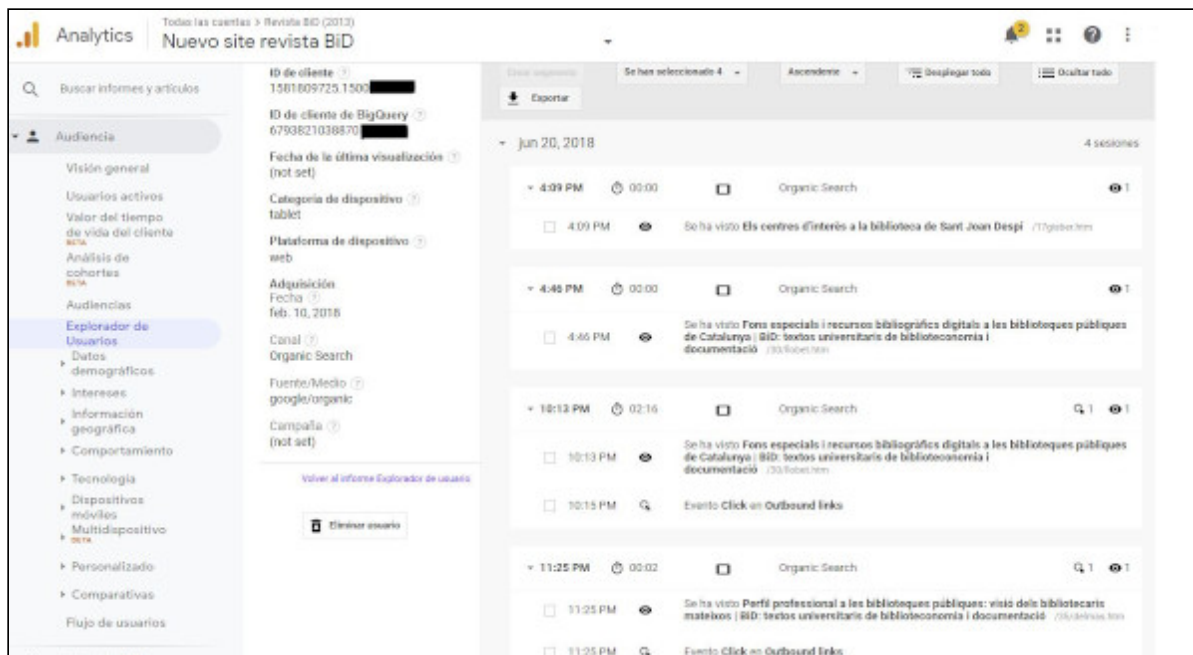 Analytics
Todas las cuentas > Revista BiD (2013)
Nuevo site revista BiD
2
Buscar informes y artículos
Audiencia
Visión general
Usuarios activos
Valor del tiempo
de vida del cliente
BETA
Análisis de
cohortes
BETA
Audiencias
Explorador de
Usuarios
Datos
demográficos
Intereses
Información
geográfica
Comportamiento
Tecnología
Dispositivos
móviles
Multidispositivo
BETA
Personalizado
Comparativas
Flujo de usuarios
ID de cliente
1581809725.1500
ID de cliente de BigQuery
6793821038870
Fecha de la última visualización
(not set)
Categoría de dispositivo
tablet
Plataforma de dispositivo
web
Adquisición
Fecha
feb. 10, 2018
Canal
Organic Search
Fuente/Medio
google/organic
Campaña
(not set)
Volver al informe Explorador de usuario
Eliminar usuario
Se han seleccionado 4
Ascendente
Desplegar todo
Ocultar todo
Exportar
jun 20, 2018 4 sesiones
4:09 PM 00:00 Organic Search 1
4:09 PM Se ha visto Els centres d'interès a la biblioteca de Sant Joan Despí
4:46 PM 00:00 Organic Search 1
Se ha visto Fons especials i recursos bibliogràfics digitals a les biblioteques públiques
4:46 PM de Catalunya | BiD: textos universitaris de biblioteconomia i
documentació
10:13 PM 02:16 Organic Search 1 1
Se ha visto Fons especials i recursos bibliogràfics digitals a les biblioteques públiques
10:13 PM de Catalunya | BiD: textos universitaris de biblioteconomia i
documentació
10:15 PM Evento Click en Outbound links
11:25 PM 00:02 Organic Search 1 1
Se ha visto Perfil professional a les biblioteques públiques: visió dels bibliotecaris
11:25 PM mateixos | BiD: textos universitaris de biblioteconomia i documentació
11:25 PM Evento Click en Outbound links